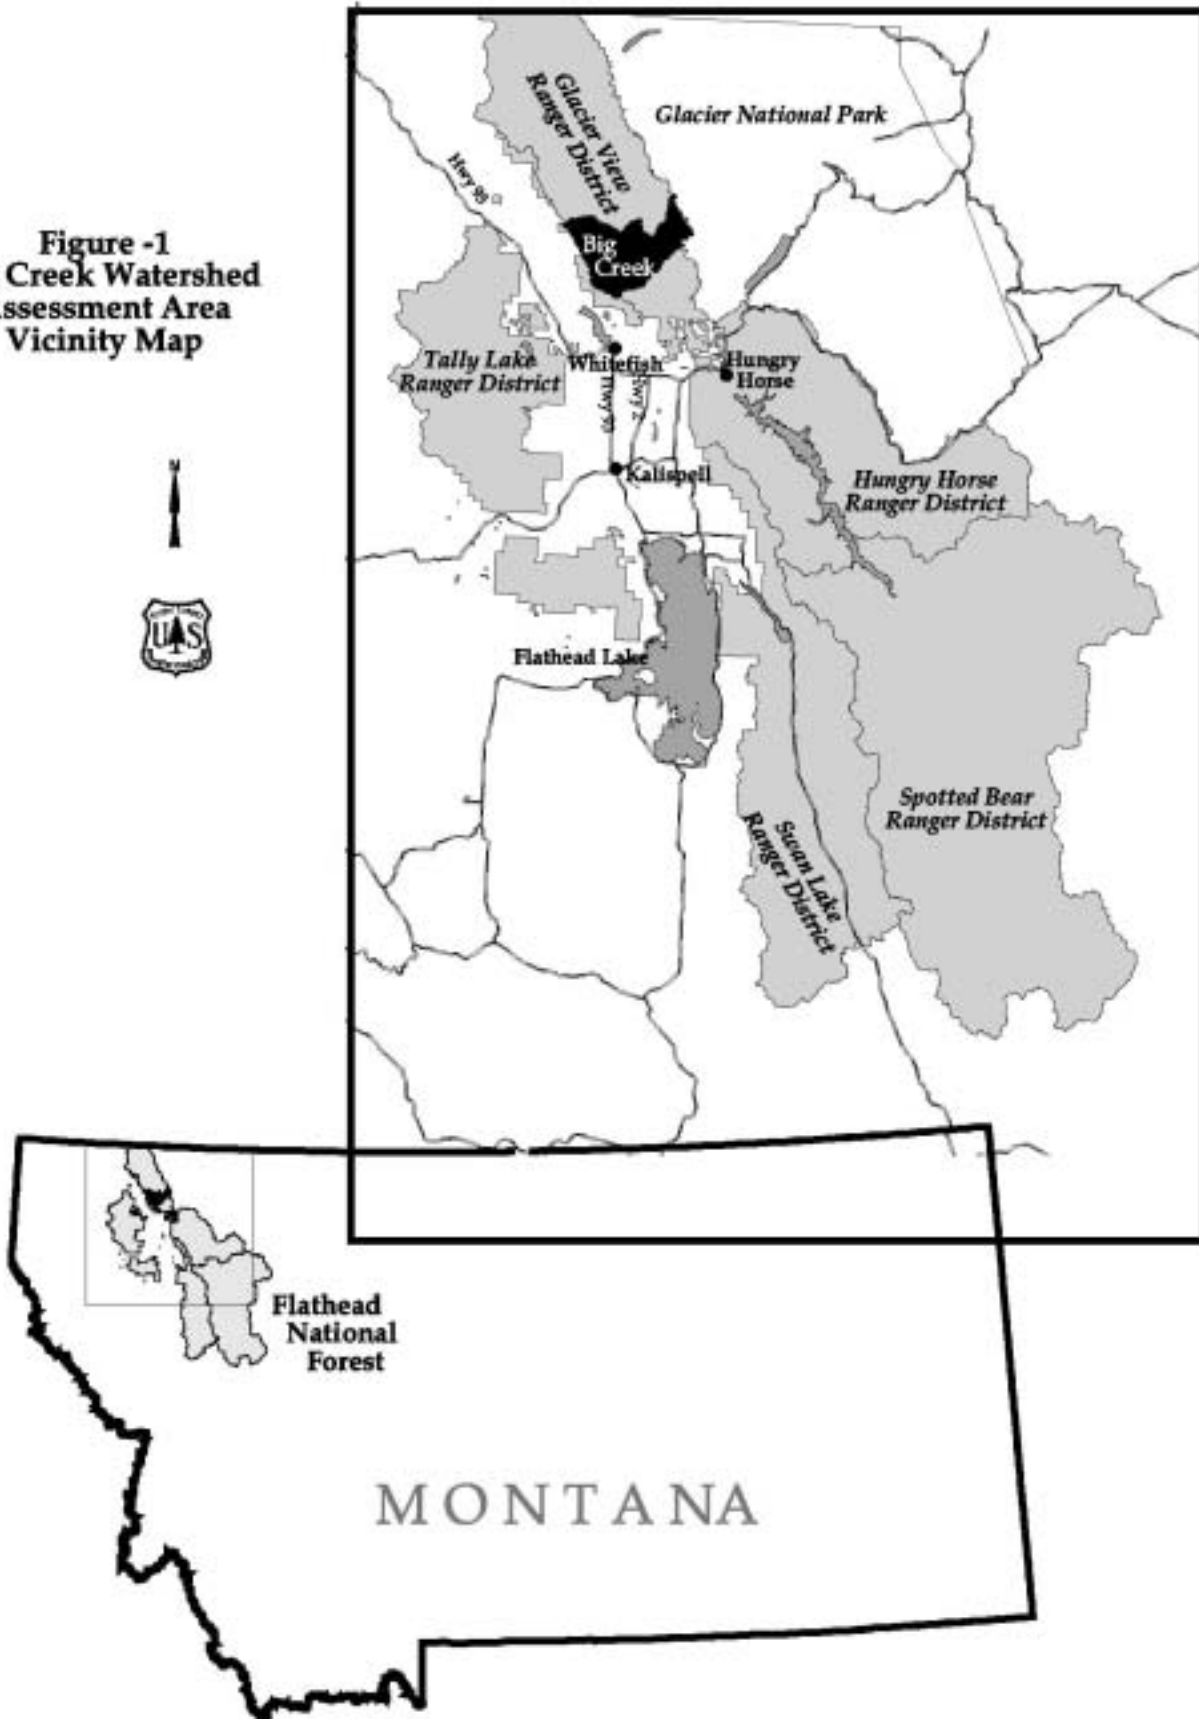 Figure -1
Creek Watershed
ssessment Area
Vicinity Map
N
US
Glacier View
Ranger District
Glacier National Park
Hwy 93
Big
Creek
Tally Lake
Ranger District
Whitefish
Hungry
Horse
Hwy 93
Hwy 2
Kalispell
Hungry Horse
Ranger District
Flathead Lake
Spotted Bear
Ranger District
Swan Lake
Ranger District
Flathead
National
Forest
MONTANA